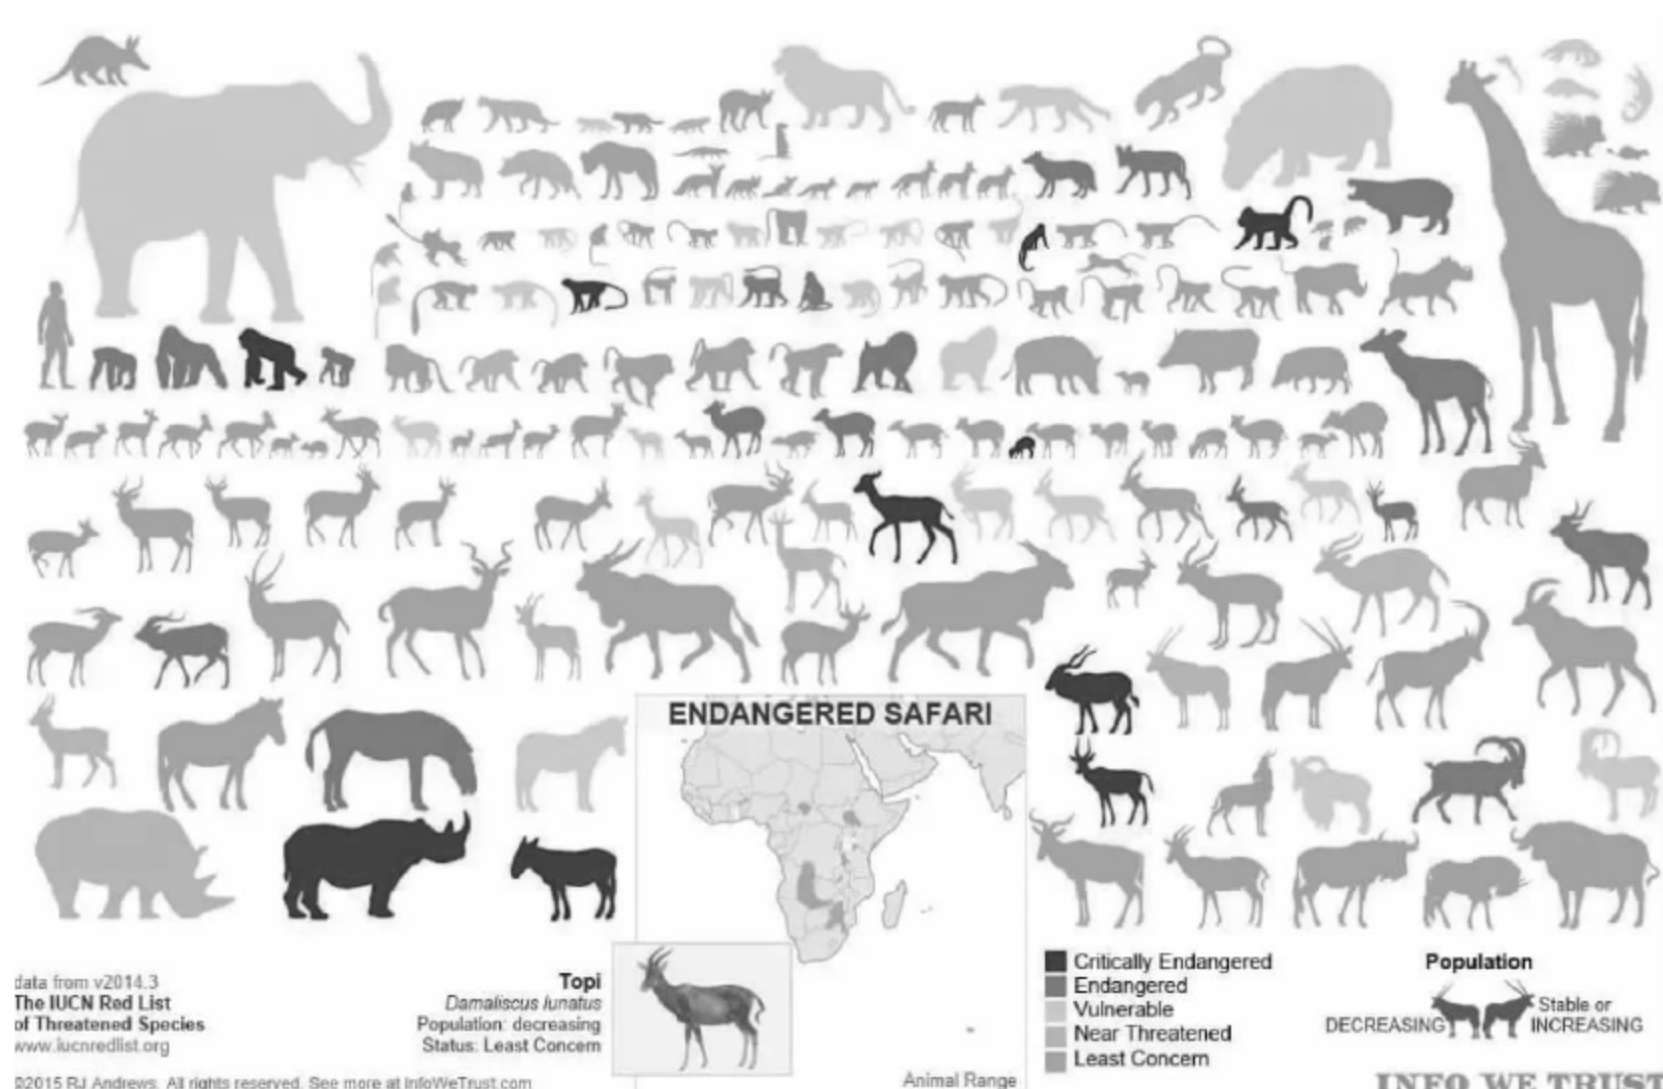 ENDANGERED SAFARI
data from v2014.3
The IUCN Red List
of Threatened Species
www.iucnredlist.org
©2015 RJ Andrews. All rights reserved. See more at InfoWeTrust.com
Topi
Damaliscus lunatus
Population: decreasing
Status: Least Concern
Animal Range
Critically Endangered
Endangered
Vulnerable
Near Threatened
Least Concern
Population
DECREASING
Stable or
INCREASING
INFO WE TRUST